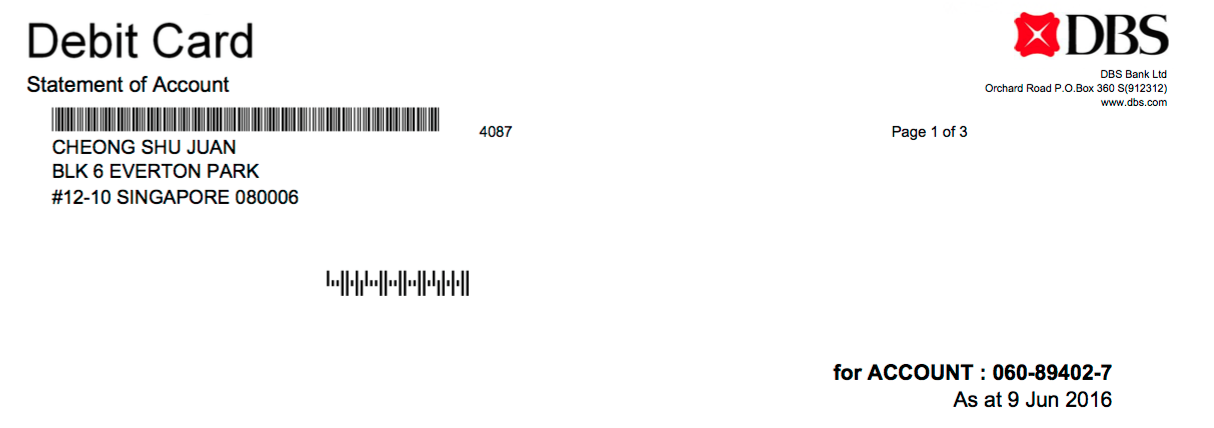 Debit Card
Statement of Account
DBS
DBS Bank Ltd
Orchard Road P.O.Box 360 S(912312)
www.dbs.com
4087
Page 1 of 3
CHEONG SHU JUAN
BLK 6 EVERTON PARK
#12-10 SINGAPORE 080006
for ACCOUNT : 060-89402-7
As at 9 Jun 2016